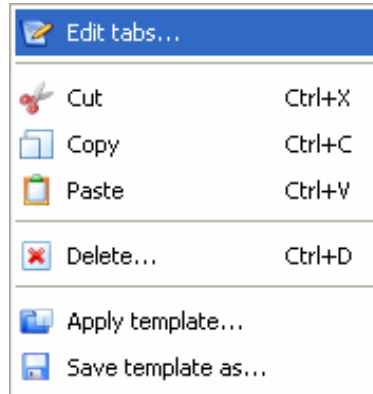 Edit tabs...
Cut Ctrl+X
Copy Ctrl+C
Paste Ctrl+V
Delete... Ctrl+D
Apply template...
Save template as...